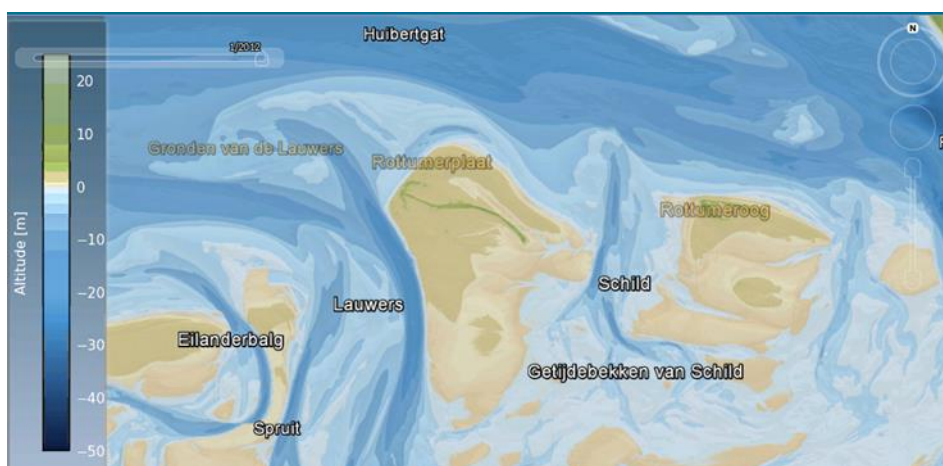 Huibertgat
N
1/2012
20
10
0
−10
−20
−30
−40
−50
Altitude [m]
Gronden van de Lauwers
Rottumerplaat
Rottumeroog
Schild
Lauwers
Eilanderbalg
Getijdebekken van Schild
Spruit